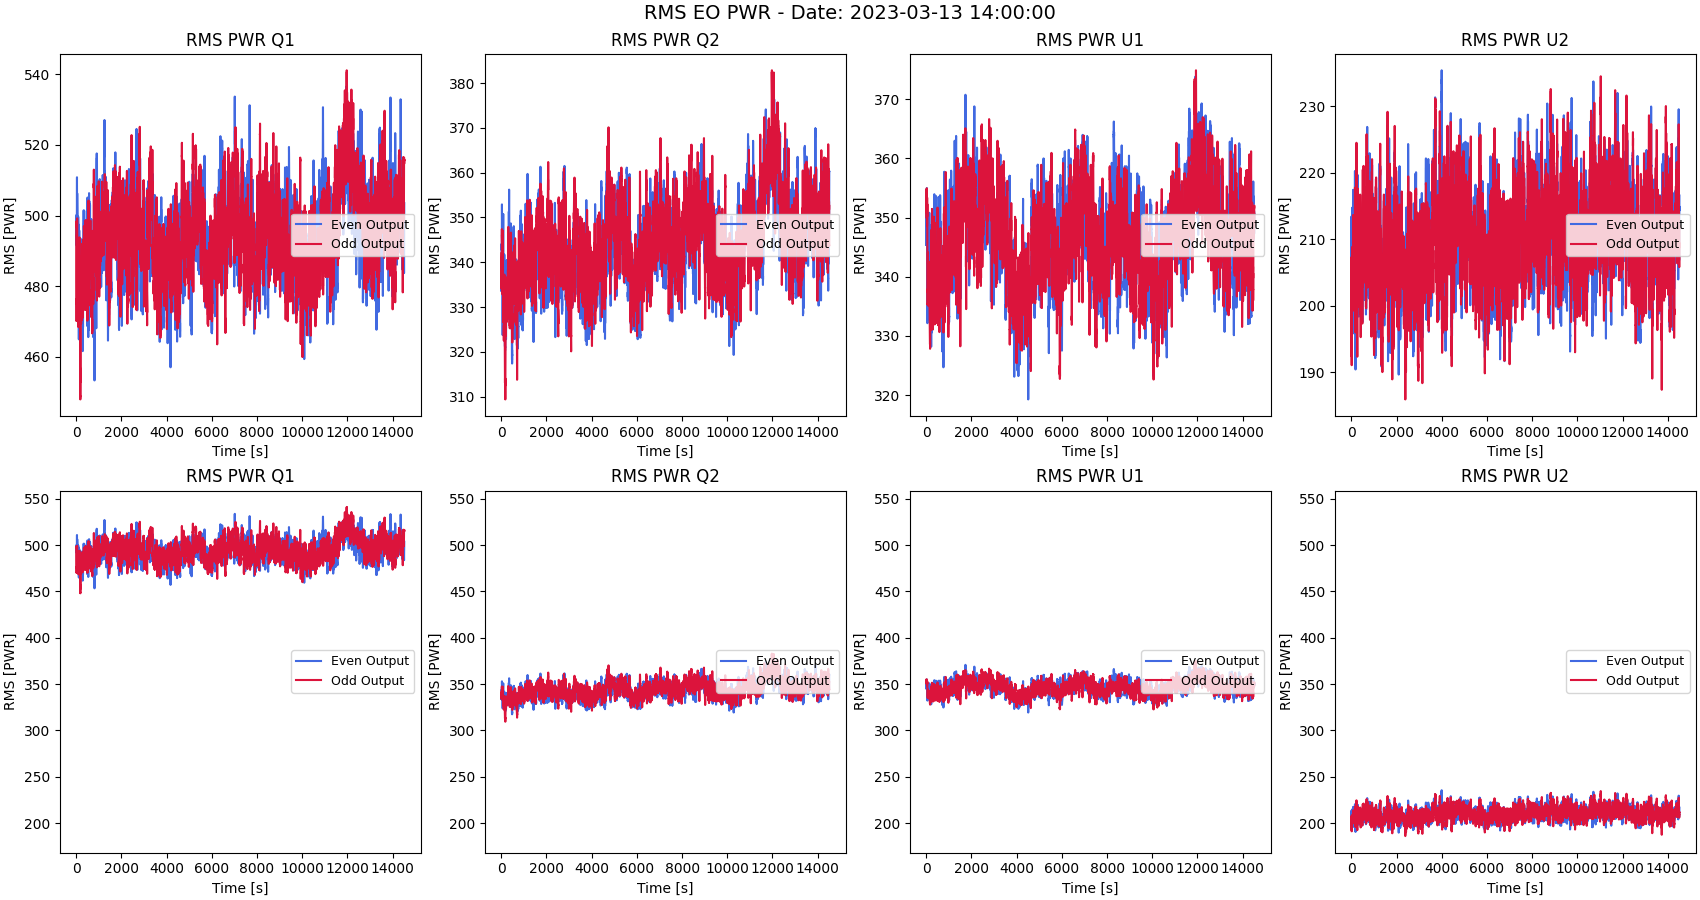 RMS EO PWR - Date: 2023-03-13 14:00:00
RMS PWR Q1
RMS [PWR]
540
520
500
480
460
Even Output
Odd Output
0 2000 4000 6000 8000 10000 12000 14000
Time [s]
RMS PWR Q2
RMS [PWR]
380
370
360
350
340
330
320
310
Even Output
Odd Output
0 2000 4000 6000 8000 10000 12000 14000
Time [s]
RMS PWR U1
RMS [PWR]
370
360
350
340
330
320
Even Output
Odd Output
0 2000 4000 6000 8000 10000 12000 14000
Time [s]
RMS PWR U2
RMS [PWR]
230
220
210
200
190
Even Output
Odd Output
0 2000 4000 6000 8000 10000 12000 14000
Time [s]
RMS PWR Q1
RMS [PWR]
550
500
450
400
350
300
250
200
Even Output
Odd Output
0 2000 4000 6000 8000 10000 12000 14000
Time [s]
RMS PWR Q2
RMS [PWR]
550
500
450
400
350
300
250
200
Even Output
Odd Output
0 2000 4000 6000 8000 10000 12000 14000
Time [s]
RMS PWR U1
RMS [PWR]
550
500
450
400
350
300
250
200
Even Output
Odd Output
0 2000 4000 6000 8000 10000 12000 14000
Time [s]
RMS PWR U2
RMS [PWR]
550
500
450
400
350
300
250
200
Even Output
Odd Output
0 2000 4000 6000 8000 10000 12000 14000
Time [s]